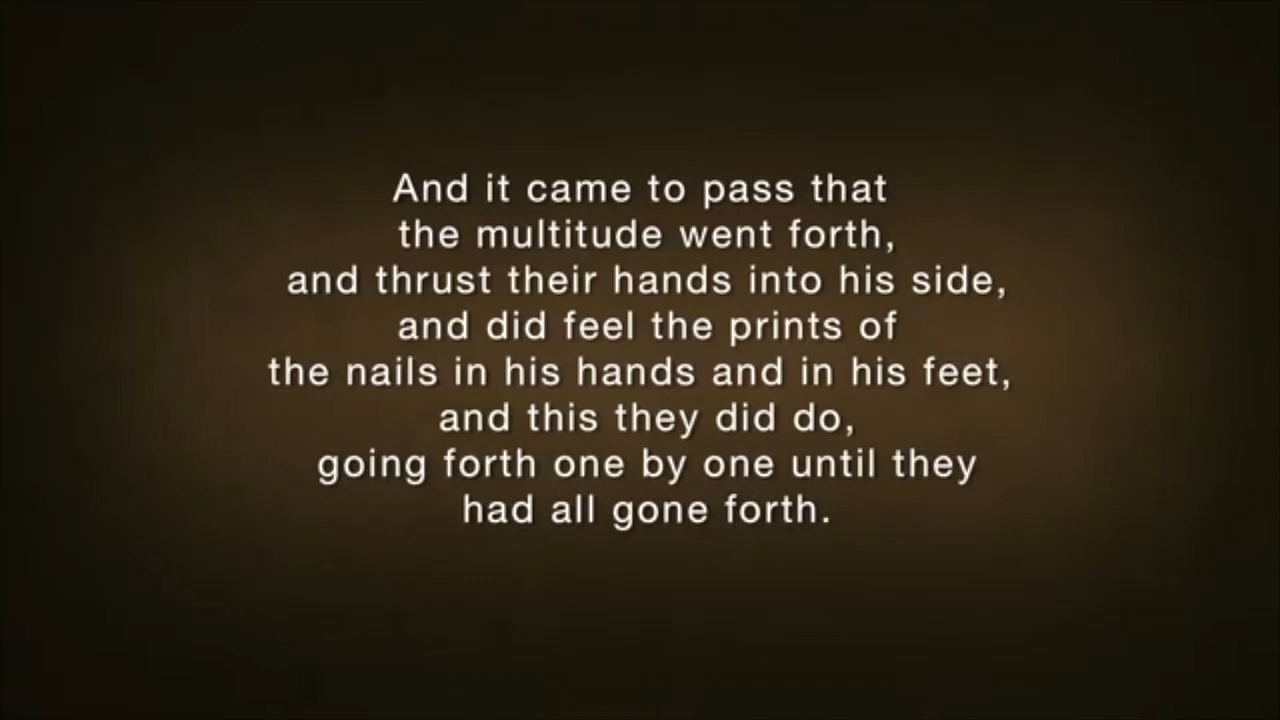 And it came to pass that
the multitude went forth,
and thrust their hands into his side,
and did feel the prints of
the nails in his hands and in his feet,
and this they did do,
going forth one by one until they
had all gone forth.